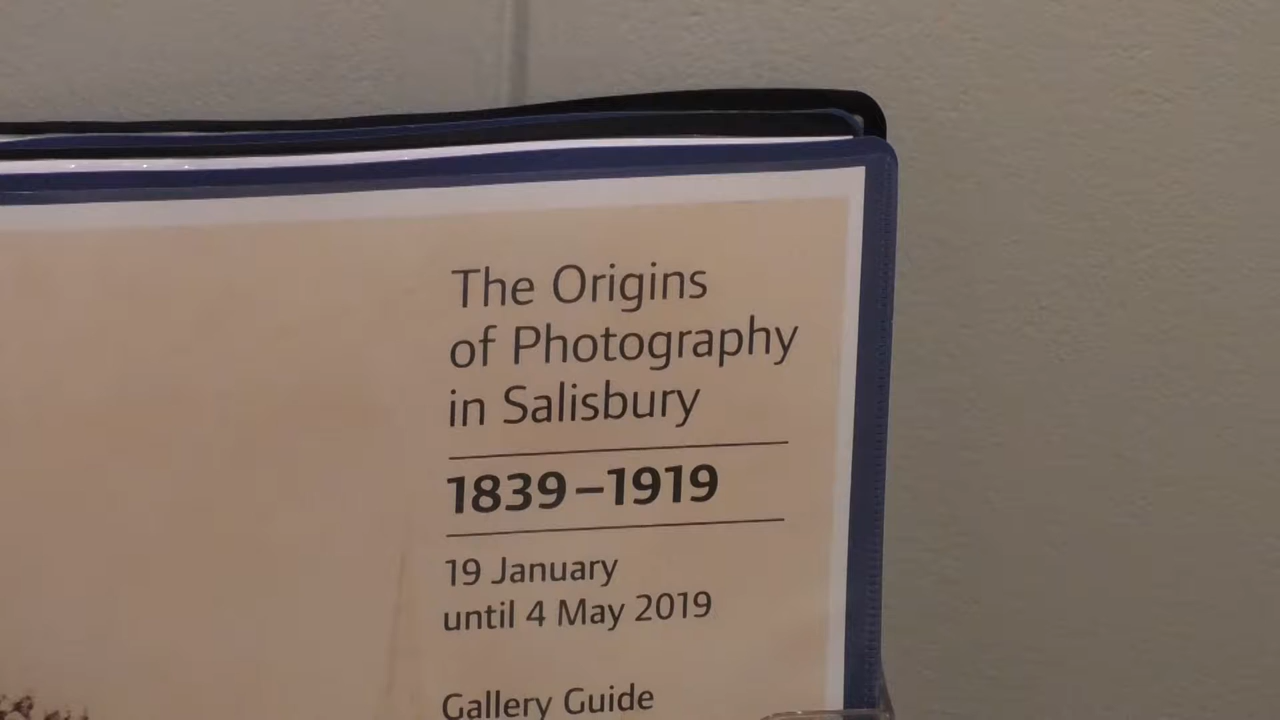 The Origins
of Photography
in Salisbury
1839–1919
19 January
until 4 May 2019
Gallery Guide